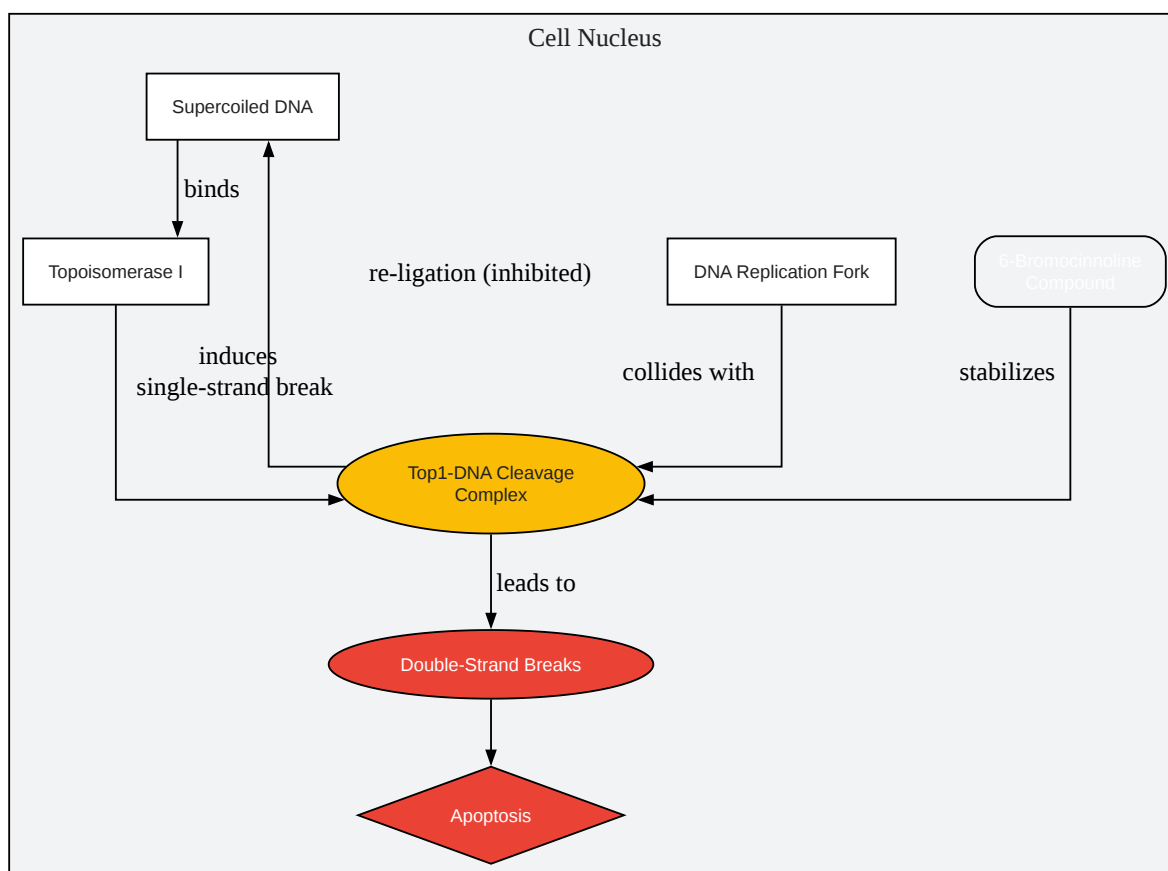 Cell Nucleus
Supercoiled DNA
binds
Topoisomerase I
re-ligation (inhibited)
DNA Replication Fork
6-Bromocinnoline
Compound
induces
single-strand break
collides with
stabilizes
Top1-DNA Cleavage
Complex
leads to
Double-Strand Breaks
Apoptosis